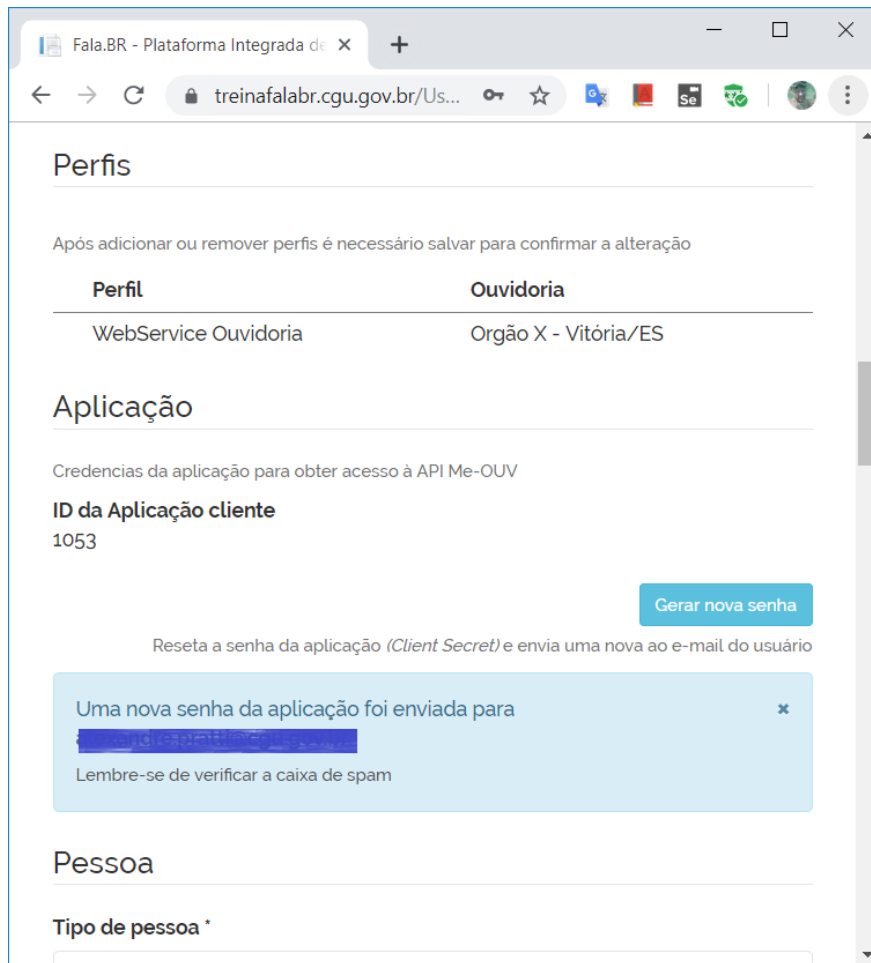 Fala.BR - Plataforma Integrada de
treinafalabr.cgu.gov.br/Us...
Se
Perfis
Após adicionar ou remover perfis é necessário salvar para confirmar a alteração
Perfil Ouvidoria
WebService Ouvidoria Orgão X - Vitória/ES
Aplicação
Credencias da aplicação para obter acesso à API Me-OUV
ID da Aplicação cliente
1053
Gerar nova senha
Reseta a senha da aplicação (Client Secret) e envia uma nova ao e-mail do usuário
Uma nova senha da aplicação foi enviada para
Lembre-se de verificar a caixa de spam
Pessoa
Tipo de pessoa *